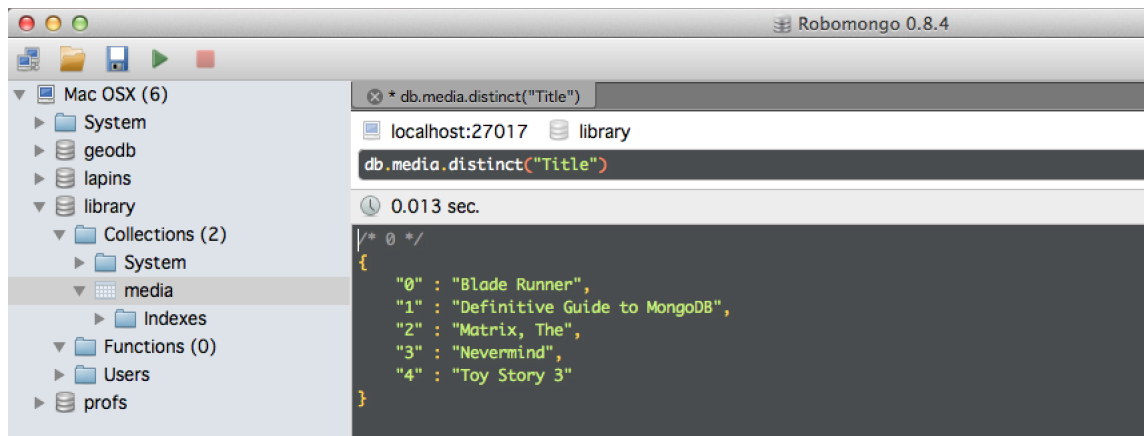 Robomongo 0.8.4
Mac OSX (6)
System
geodb
lapins
library
Collections (2)
System
media
Indexes
Functions (0)
Users
profs
* db.media.distinct("Title")
localhost:27017 library
db.media.distinct("Title")
0.013 sec.
/* 0 */
{
"0" : "Blade Runner",
"1" : "Definitive Guide to MongoDB",
"2" : "Matrix, The",
"3" : "Nevermind",
"4" : "Toy Story 3"
}